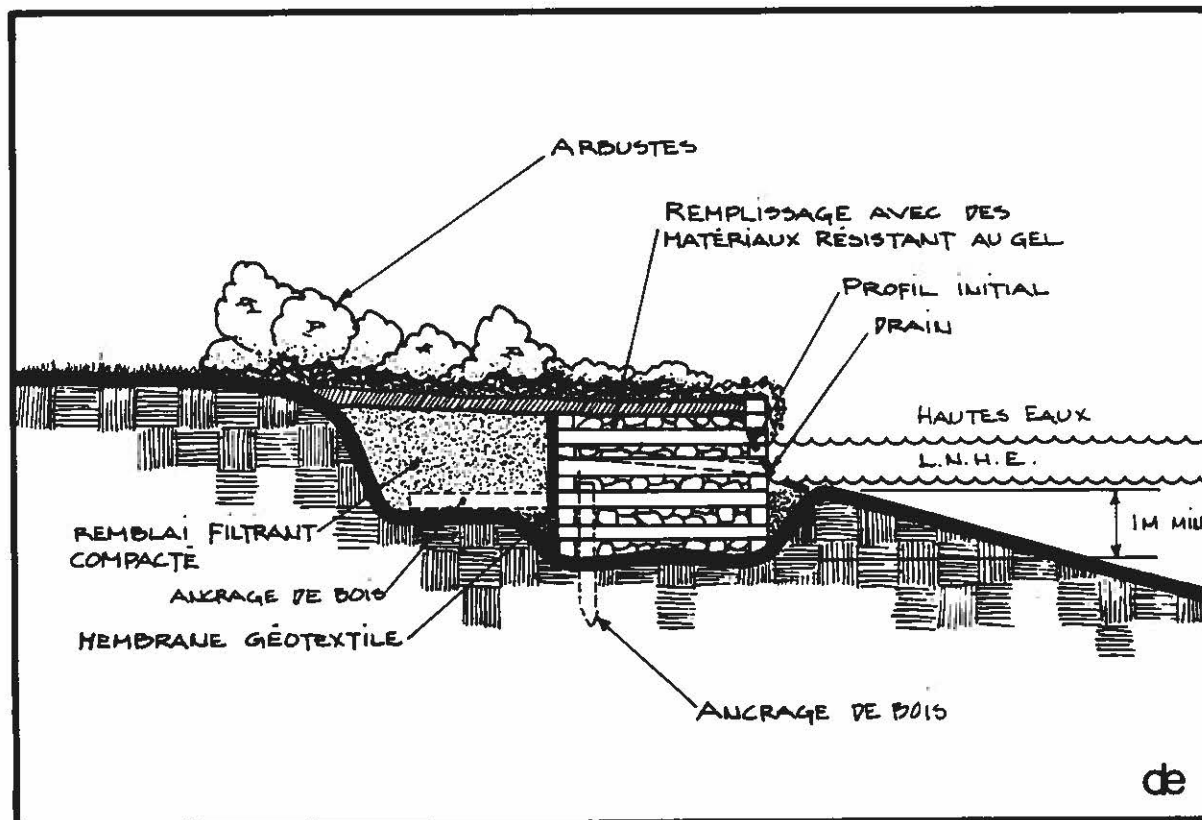 ARBUSTES
REMPLISSAGE AVEC DES
MATÉRIAUX RÉSISTANT AU GEL
PROFIL INITIAL
DRAIN
HAUTES EAUX
L.N.H.E.
1M MIN
REMBLAI FILTRANT
COMPACTÉ
ANCRAGE DE BOIS
MEMBRANE GÉOTEXTILE
ANCRAGE DE BOIS
de